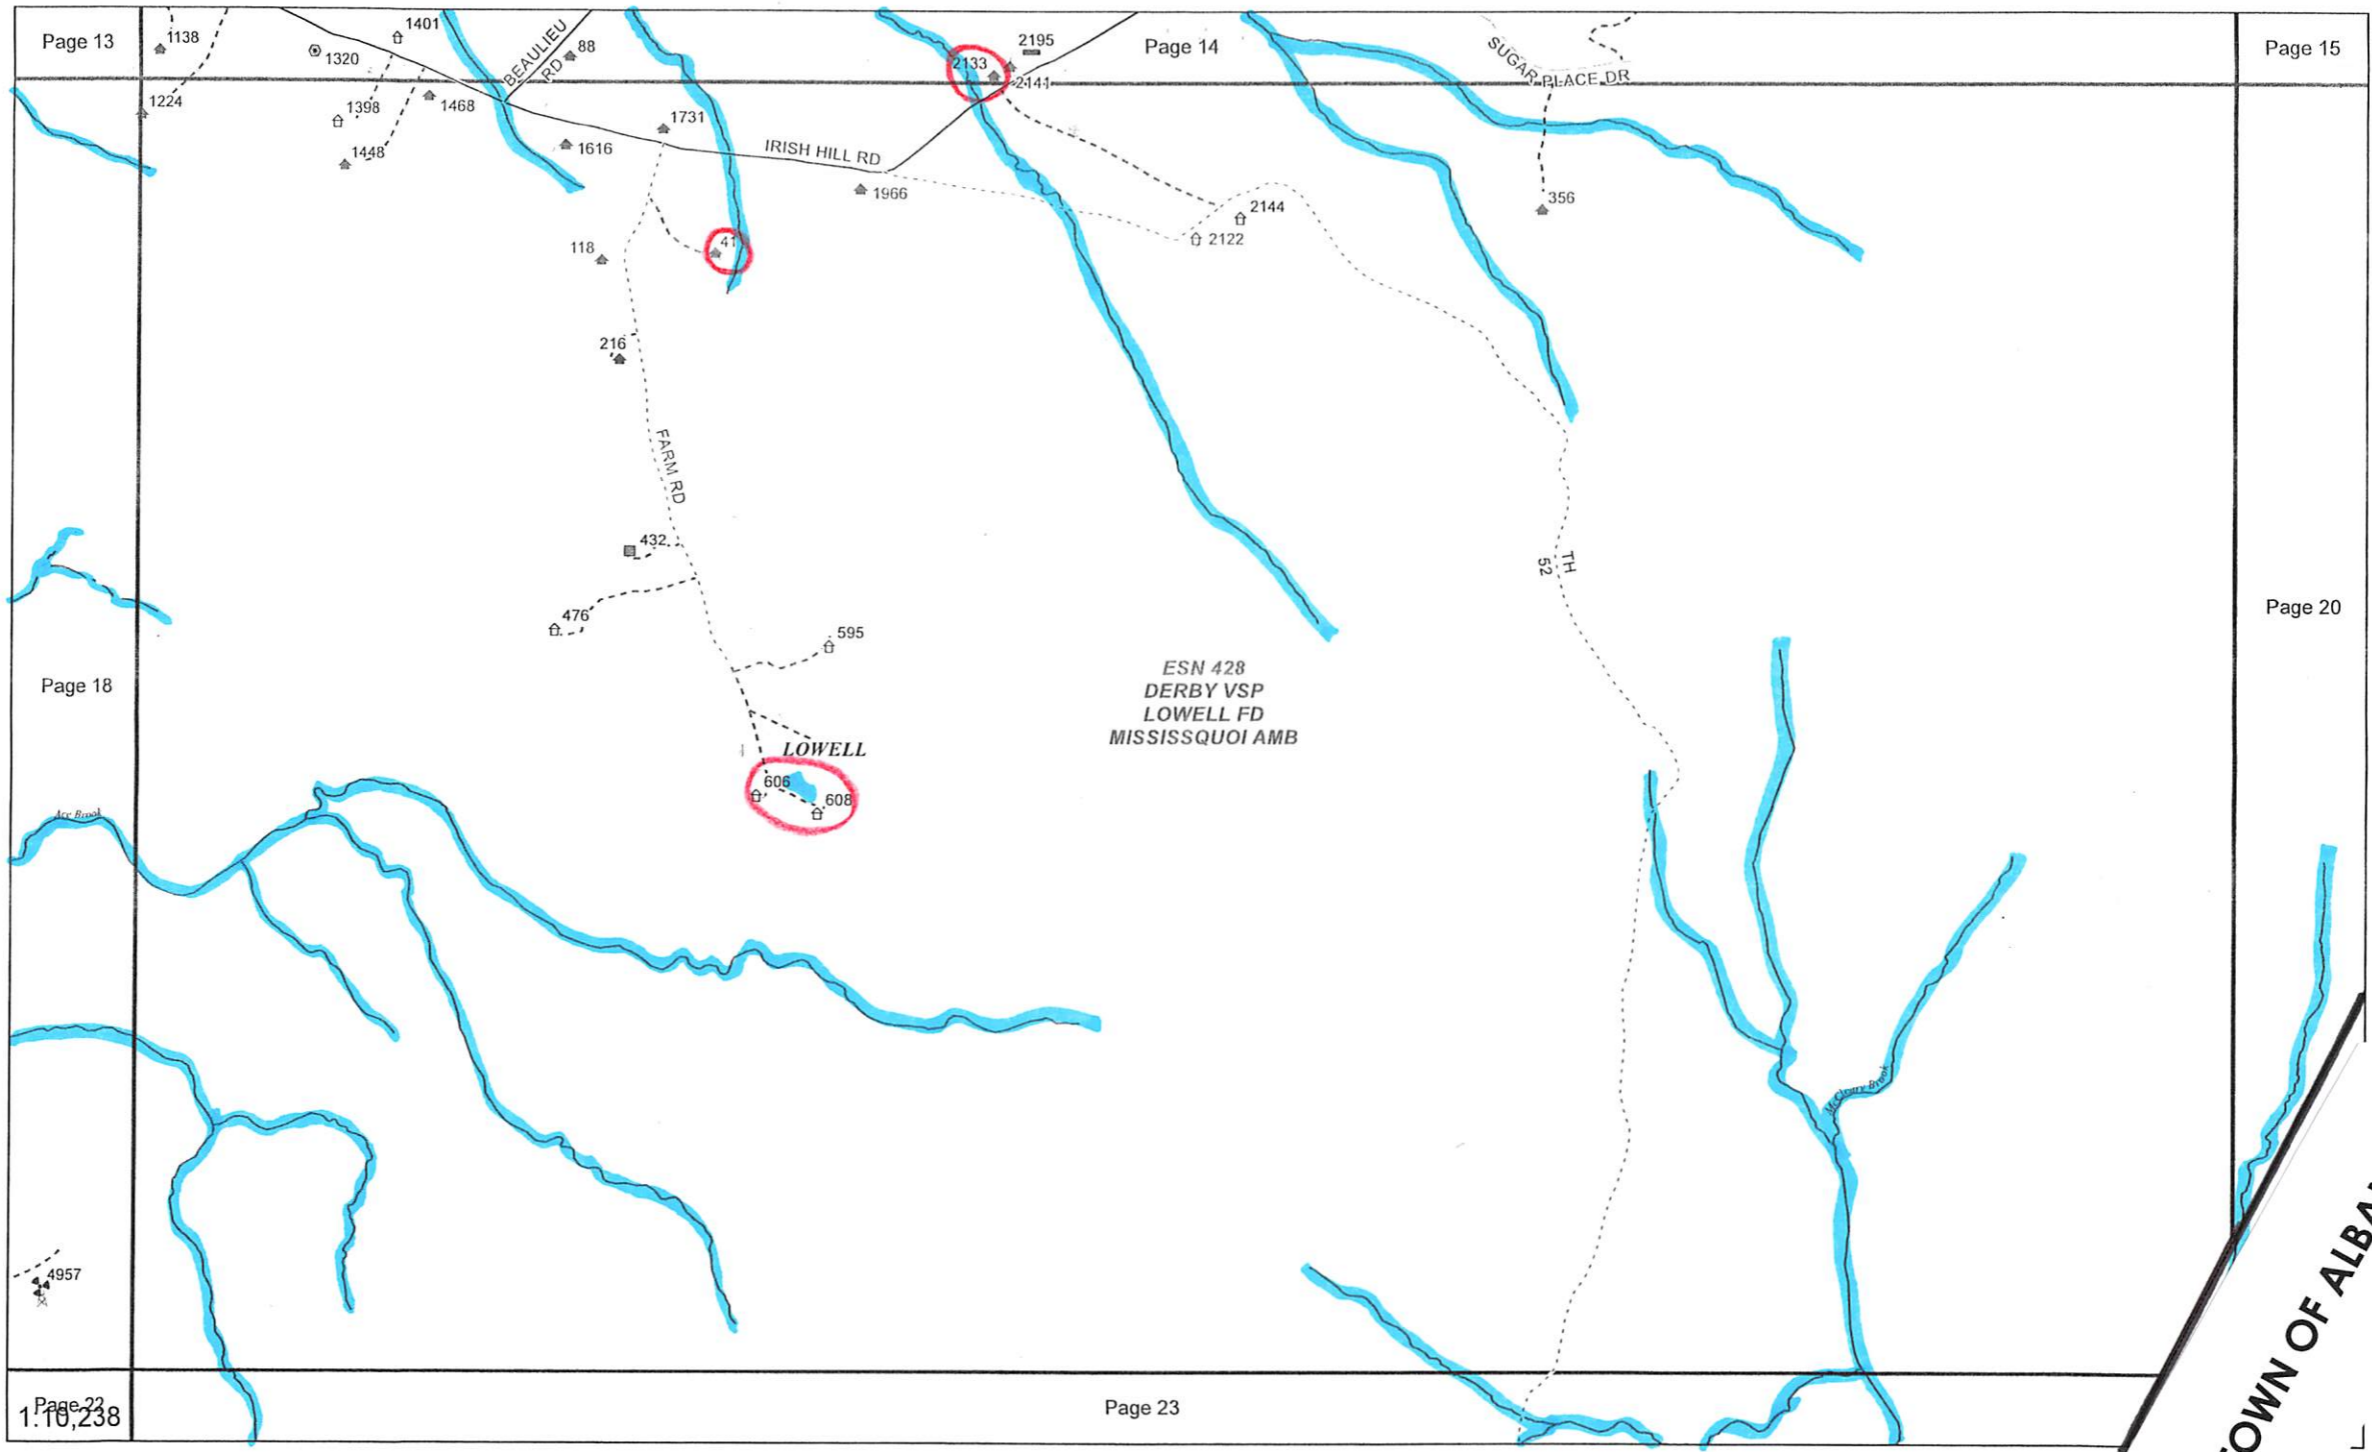 Page 13
1138
1320
1401
BEAULIEU
RD
88
2133
2195
2141
Page 14
SUGAR PLACE DR
Page 15
1224
1398
1468
1448
1616
1731
IRISH HILL RD
1966
2144
2122
356
118
41
216
FARM RD
432
476
595
TH
52
Page 20
Page 18
ESN 428
DERBY VSP
LOWELL FD
MISSISSQUOI AMB
LOWELL
606
608
Ace Brook
McCleary Brook
4957
Page 22
1:10,238
Page 23